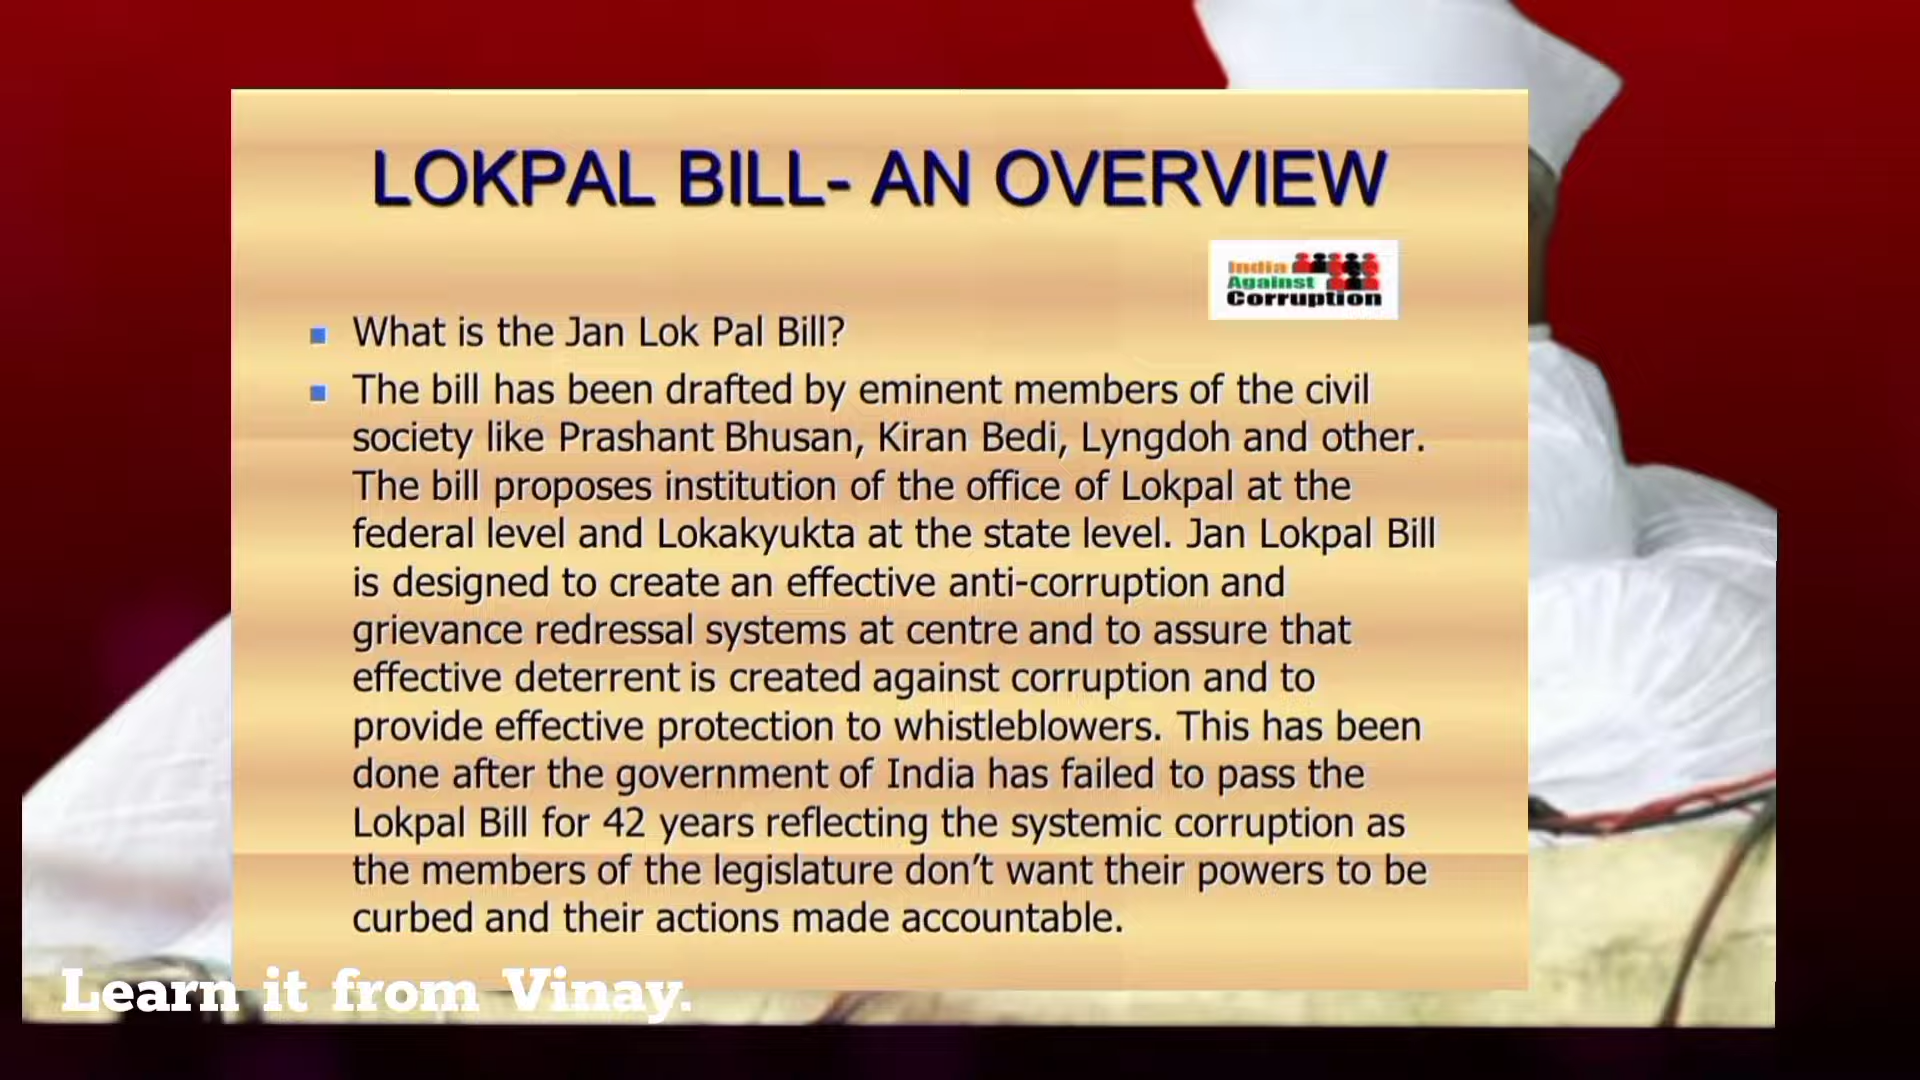 LOKPAL BILL- AN OVERVIEW
India
Against
Corruption
What is the Jan Lok Pal Bill?
The bill has been drafted by eminent members of the civil
society like Prashant Bhusan, Kiran Bedi, Lyngdoh and other.
The bill proposes institution of the office of Lokpal at the
federal level and Lokakyukta at the state level. Jan Lokpal Bill
is designed to create an effective anti-corruption and
grievance redressal systems at centre and to assure that
effective deterrent is created against corruption and to
provide effective protection to whistleblowers. This has been
done after the government of India has failed to pass the
Lokpal Bill for 42 years reflecting the systemic corruption as
the members of the legislature don’t want their powers to be
curbed and their actions made accountable.
Learn it from Vinay.